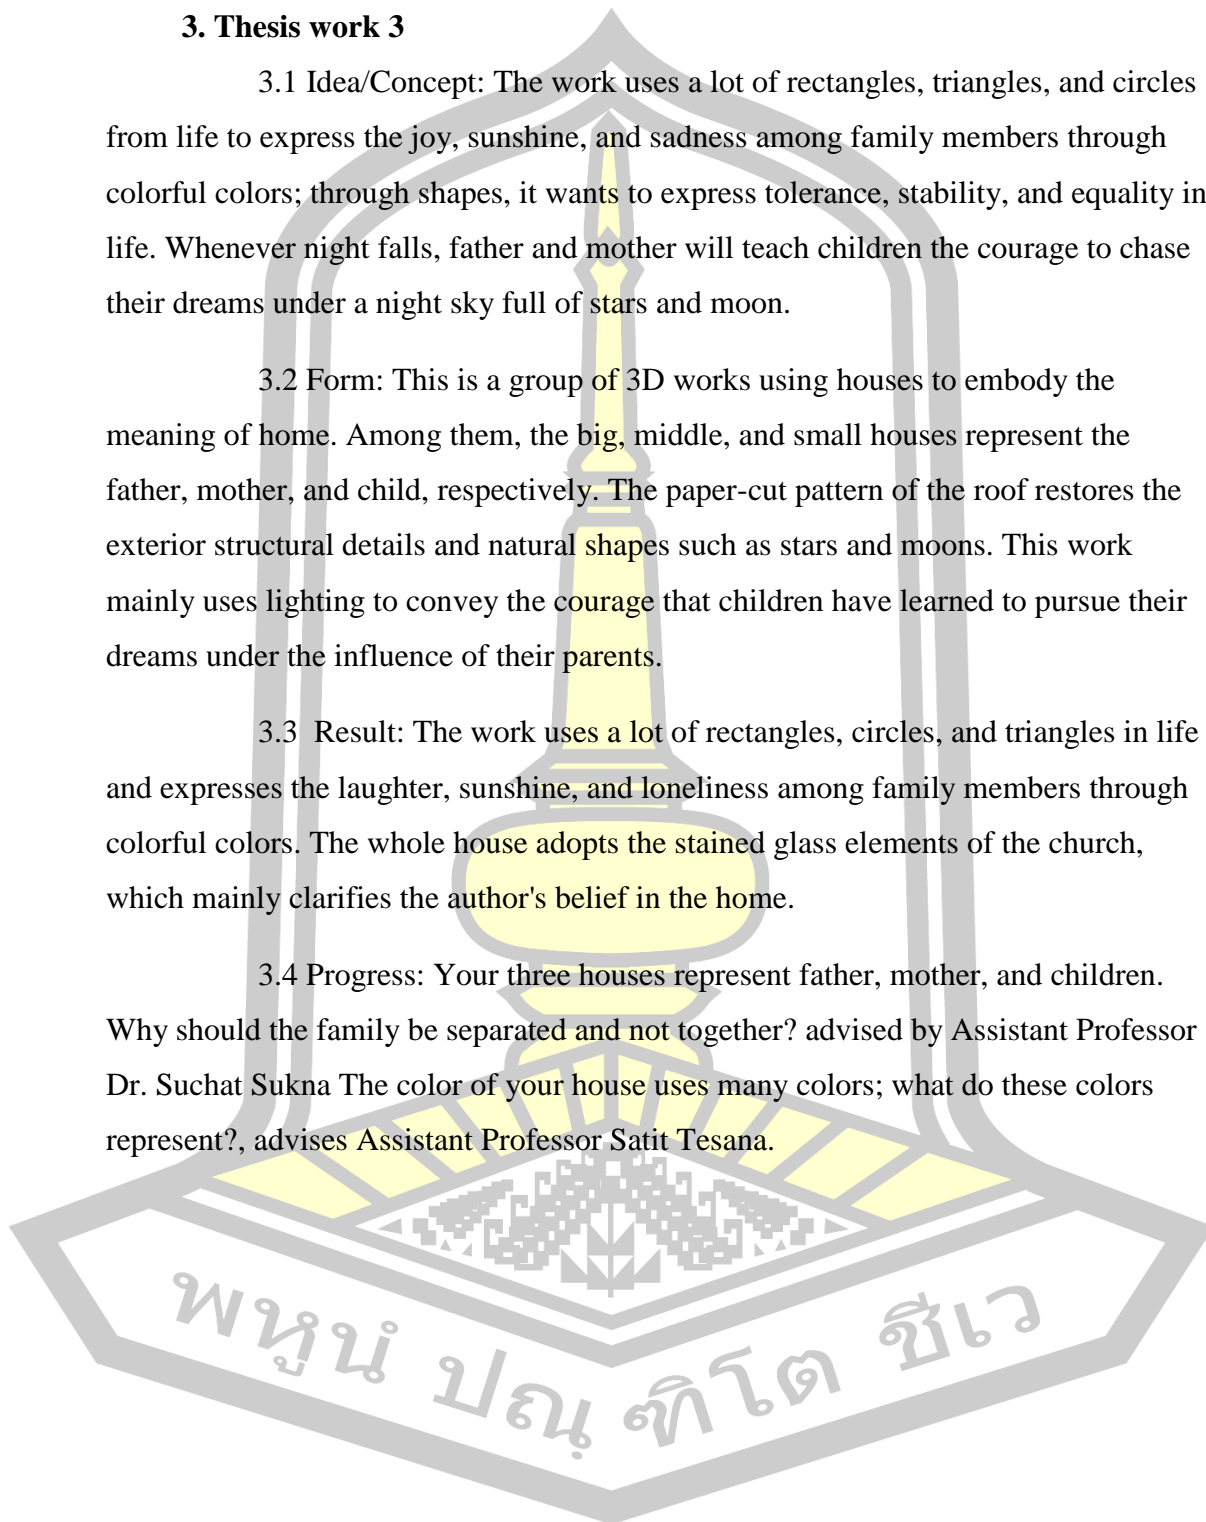 3. Thesis work 3
3.1 Idea/Concept: The work uses a lot of rectangles, triangles, and circles
from life to express the joy, sunshine, and sadness among family members through
colorful colors; through shapes, it wants to express tolerance, stability, and equality in
life. Whenever night falls, father and mother will teach children the courage to chase
their dreams under a night sky full of stars and moon.
3.2 Form: This is a group of 3D works using houses to embody the
meaning of home. Among them, the big, middle, and small houses represent the
father, mother, and child, respectively. The paper-cut pattern of the roof restores the
exterior structural details and natural shapes such as stars and moons. This work
mainly uses lighting to convey the courage that children have learned to pursue their
dreams under the influence of their parents.
3.3  Result: The work uses a lot of rectangles, circles, and triangles in life
and expresses the laughter, sunshine, and loneliness among family members through
colorful colors. The whole house adopts the stained glass elements of the church,
which mainly clarifies the author's belief in the home.
3.4 Progress: Your three houses represent father, mother, and children.
Why should the family be separated and not together? advised by Assistant Professor
Dr. Suchat Sukna The color of your house uses many colors; what do these colors
represent?, advises Assistant Professor Satit Tesana.
พหูนํ ปณฺฑิโต ชีเว